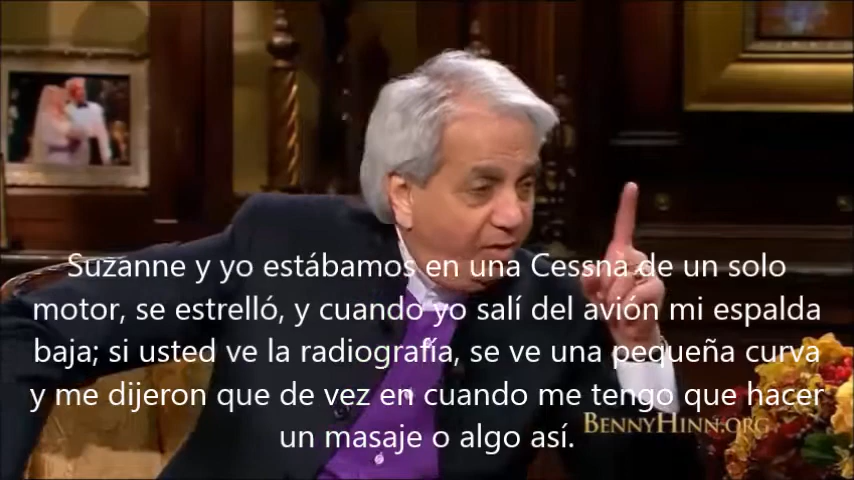 Suzanne y yo estábamos en una Cessna de un solo
motor, se estrelló, y cuando yo salí del avión mi espalda
baja; si usted ve la radiografía, se ve una pequeña curva
y me dijeron que de vez en cuando me tengo que hacer
un masaje o algo así.
BENNYHINN.ORG